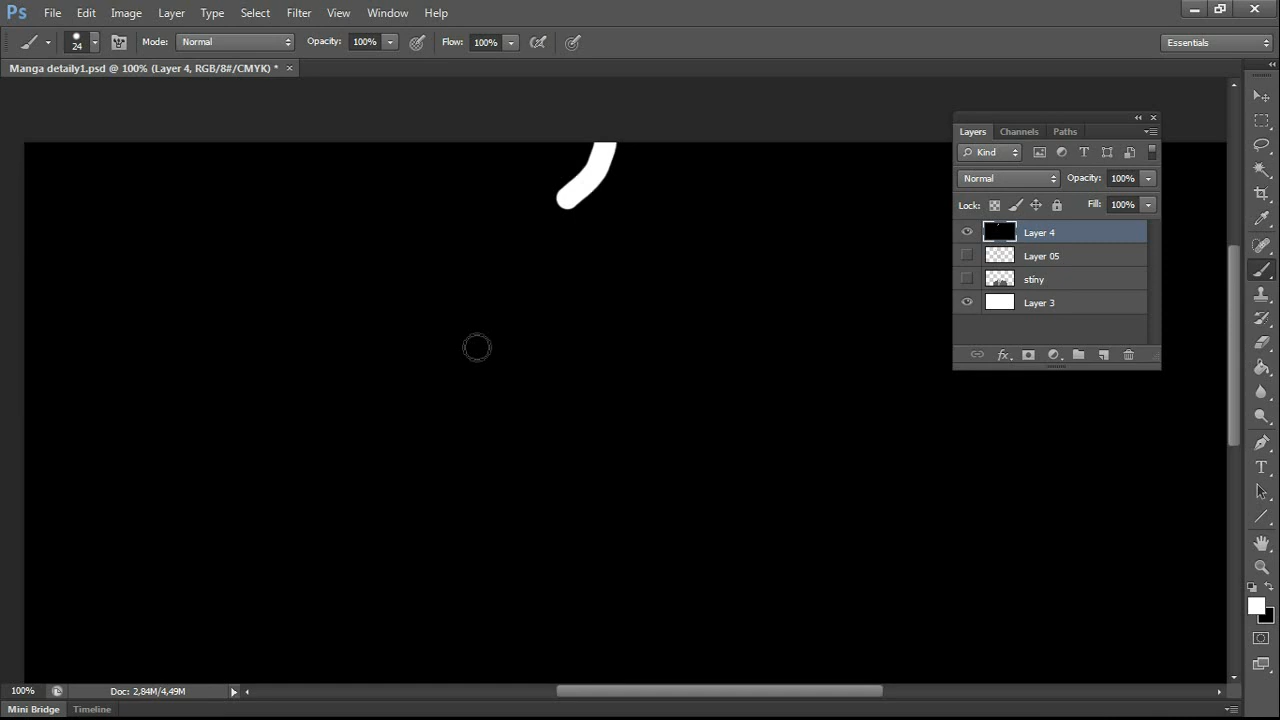 Ps File Edit Image Layer Type Select Filter View Window Help
24 Mode: Normal Opacity: 100% Flow: 100% Essentials
Manga detaily1.psd @ 100% (Layer 4, RGB/8#/CMYK) * ×
Layers Channels Paths
Kind
Normal Opacity: 100%
Lock: Fill: 100%
Layer 4
Layer 05
stíny
Layer 3
fx
100% Doc: 2,84M/4,49M
Mini Bridge Timeline